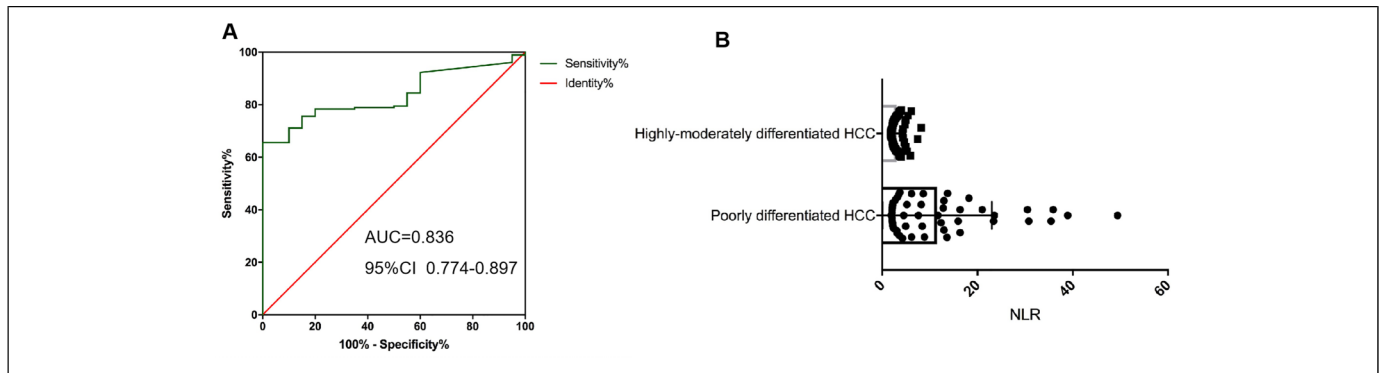 A
100
80
60
40
20
0
Sensitivity%
0 20 40 60 80 100
100% - Specificity%
Sensitivity%
Identity%
AUC=0.836
95%CI 0.774-0.897
B
Highly-moderately differentiated HCC
Poorly differentiated HCC
0 20 40 60
NLR